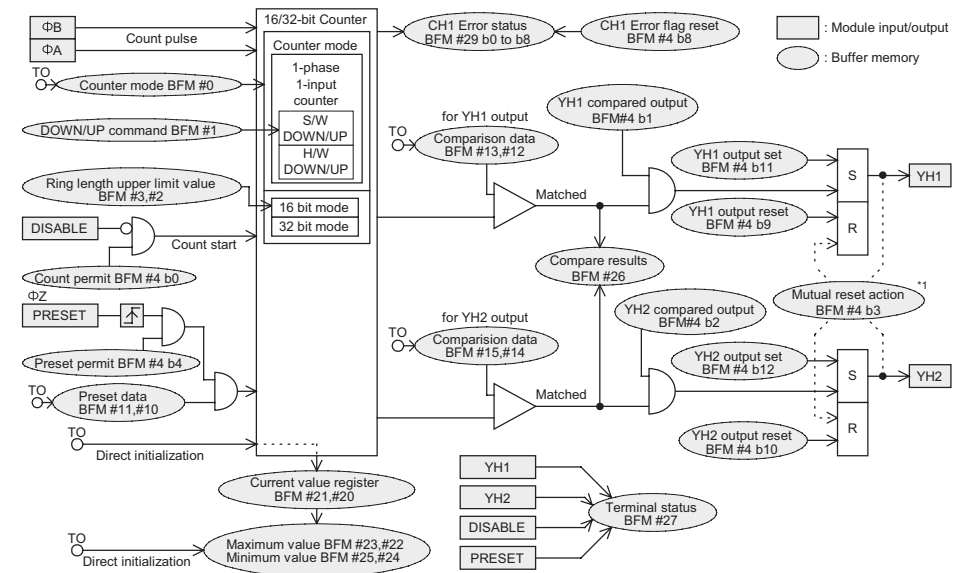 ΦB
ΦA
Count pulse
TO
Counter mode BFM #0
DOWN/UP command BFM #1
Ring length upper limit value
BFM #3,#2
DISABLE
Count start
Count permit BFM #4 b0
ΦZ
PRESET
Preset permit BFM #4 b4
TO
Preset data
BFM #11,#10
TO
Direct initialization
16/32-bit Counter
Counter mode
1-phase
1-input
counter
S/W
DOWN/UP
H/W
DOWN/UP
16 bit mode
32 bit mode
Current value register
BFM #21,#20
TO
Direct initialization
Maximum value BFM #23,#22
Minimum value BFM #25,#24
CH1 Error status
BFM #29 b0 to b8
CH1 Error flag reset
BFM #4 b8
: Module input/output
: Buffer memory
for YH1 output
TO
Comparison data
BFM #13,#12
YH1 compared output
BFM#4 b1
Matched
YH1 output set
BFM #4 b11
YH1 output reset
BFM #4 b9
S
R
YH1
Compare results
BFM #26
Mutual reset action
BFM #4 b3
*1
for YH2 output
TO
Comparision data
BFM #15,#14
YH2 compared output
BFM#4 b2
Matched
YH2 output set
BFM #4 b12
YH2 output reset
BFM #4 b10
S
R
YH2
YH1
YH2
DISABLE
PRESET
Terminal status
BFM #27